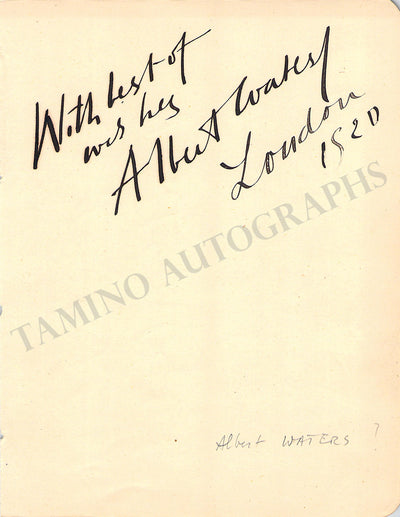 With best of
wishes
Albert Waters
London
1920
TAMINO AUTOGRAPHS
Albert WATERS ?